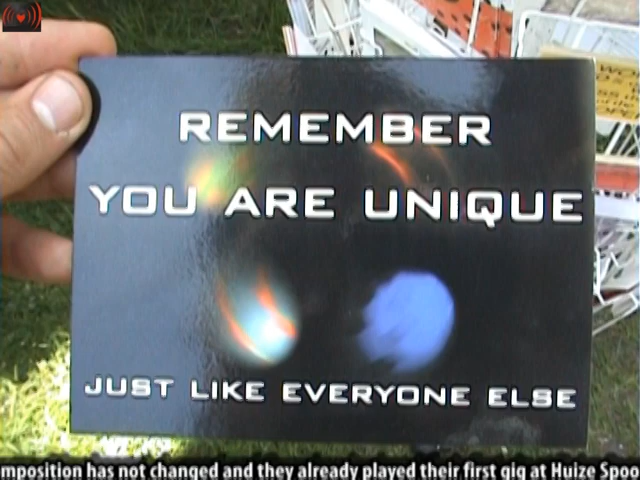 REMEMBER
YOU ARE UNIQUE
JUST LIKE EVERYONE ELSE
mposition has not changed and they already played their first gig at Huize Spoo